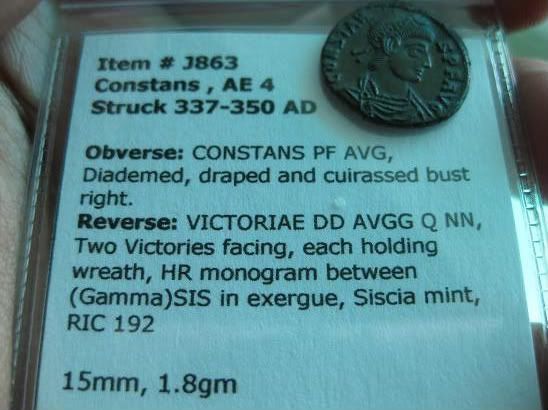 Item # J863
Constans , AE 4
Struck 337-350 AD
Obverse: CONSTANS PF AVG,
Diademed, draped and cuirassed bust
right.
Reverse: VICTORIAE DD AVGG Q NN,
Two Victories facing, each holding
wreath, HR monogram between
(Gamma)SIS in exergue, Siscia mint,
RIC 192
15mm, 1.8gm